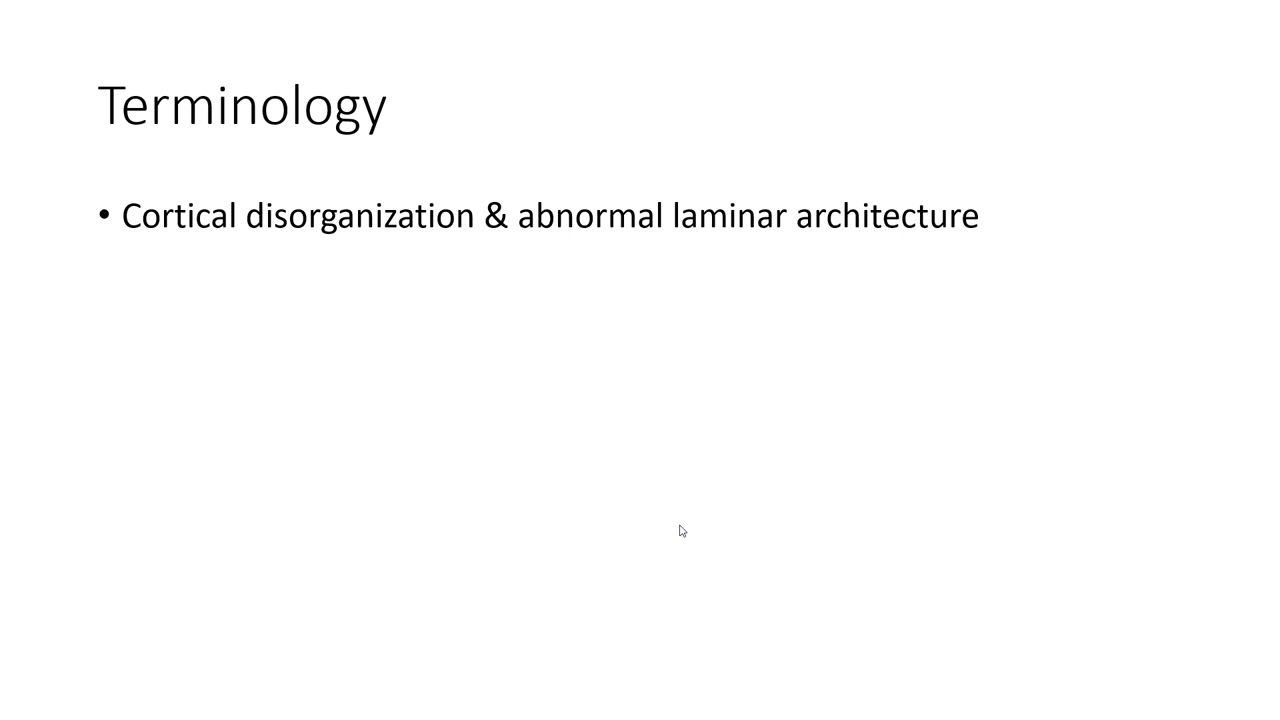 Terminology
• Cortical disorganization & abnormal laminar architecture